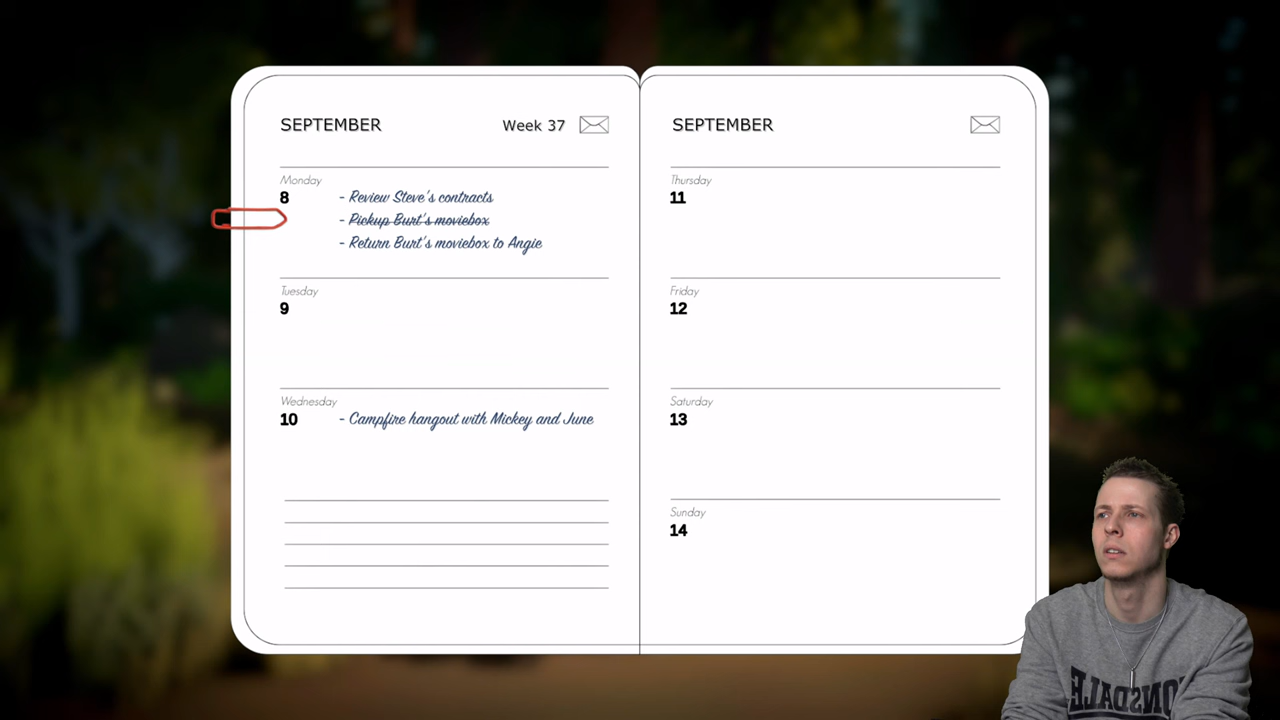 SEPTEMBER Week 37
Monday
8 - Review Steve's contracts
- Pickup Burt's moviebox
- Return Burt's moviebox to Angie
Tuesday
9
Wednesday
10 - Campfire hangout with Mickey and June
SEPTEMBER
Thursday
11
Friday
12
Saturday
13
Sunday
14
LONSDALE